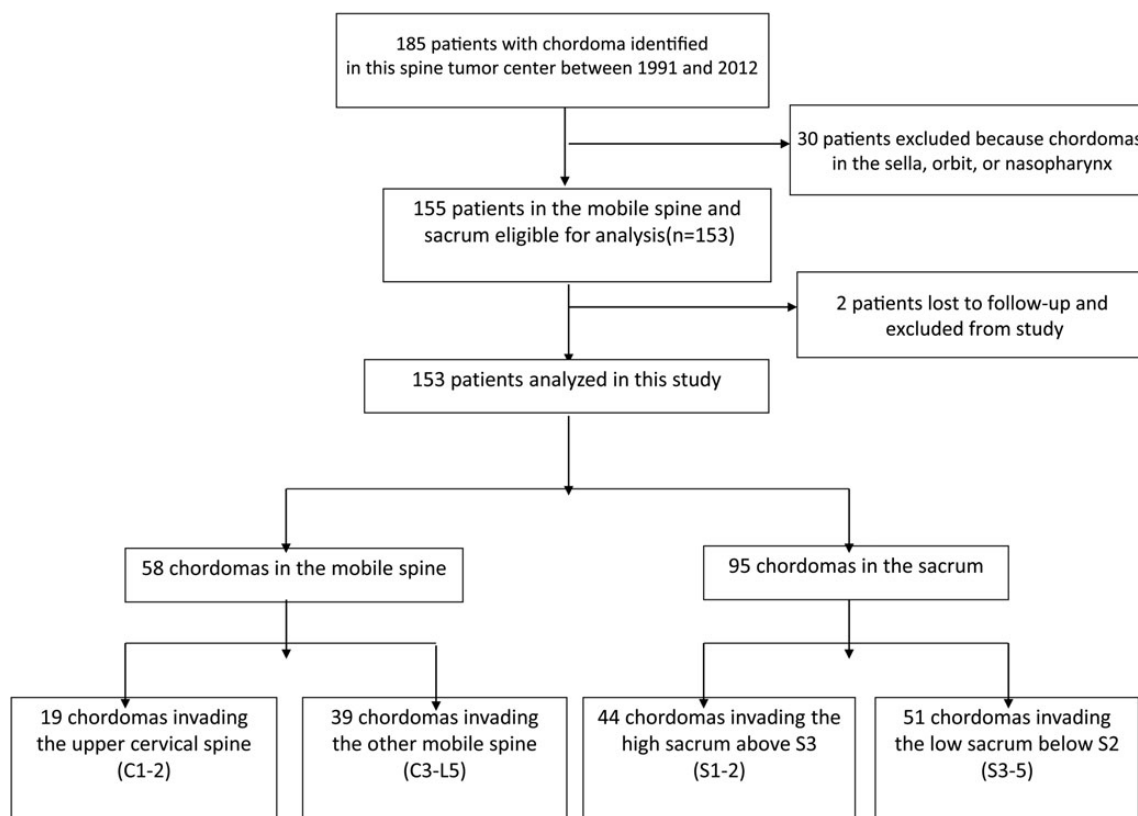 185 patients with chordoma identified
in this spine tumor center between 1991 and 2012
30 patients excluded because chordomas
in the sella, orbit, or nasopharynx
155 patients in the mobile spine and
sacrum eligible for analysis(n=153)
2 patients lost to follow-up and
excluded from study
153 patients analyzed in this study
58 chordomas in the mobile spine
95 chordomas in the sacrum
19 chordomas invading
the upper cervical spine
(C1-2)
39 chordomas invading
the other mobile spine
(C3-L5)
44 chordomas invading the
high sacrum above S3
(S1-2)
51 chordomas invading
the low sacrum below S2
(S3-5)